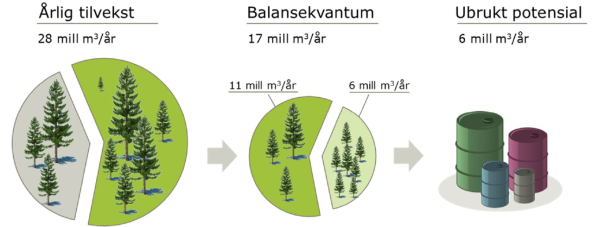 Årlig tilvekst
28 mill m³/år
Balansekvantum
17 mill m³/år
11 mill m³/år
6 mill m³/år
Ubrukt potensial
6 mill m³/år